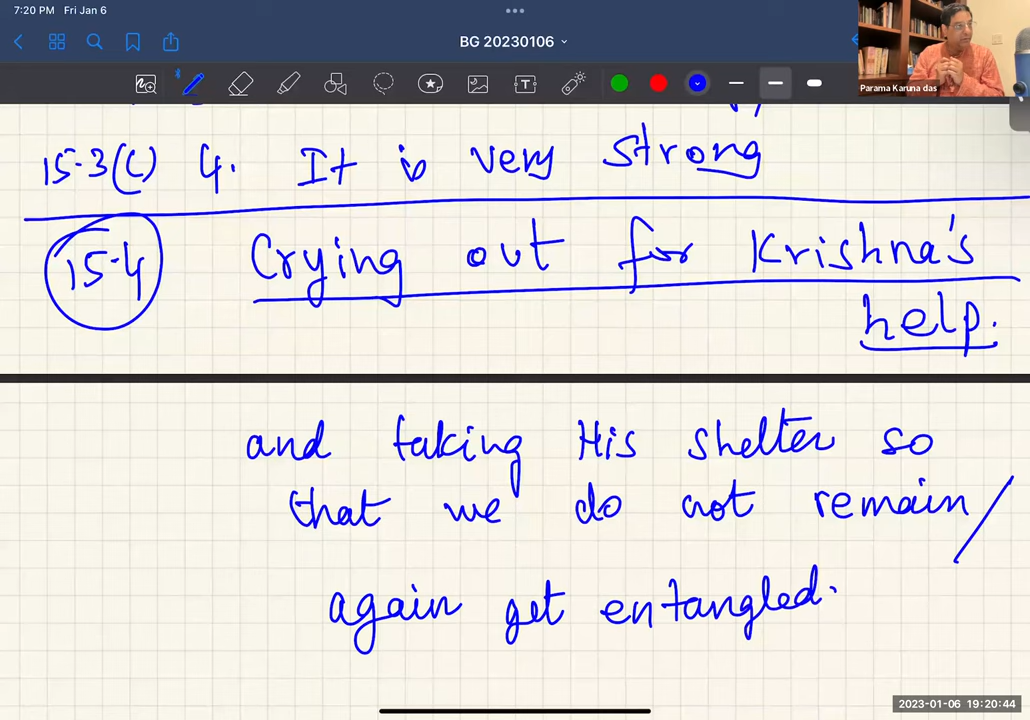 7:20 PM Fri Jan 6
BG 20230106
Parama Karuna das
15.3(c) 4. It is very strong
15.4 Crying out for Krishna's
help.
and taking His shelter so
that we do not remain/
again get entangled.
2023-01-06 19:20:44